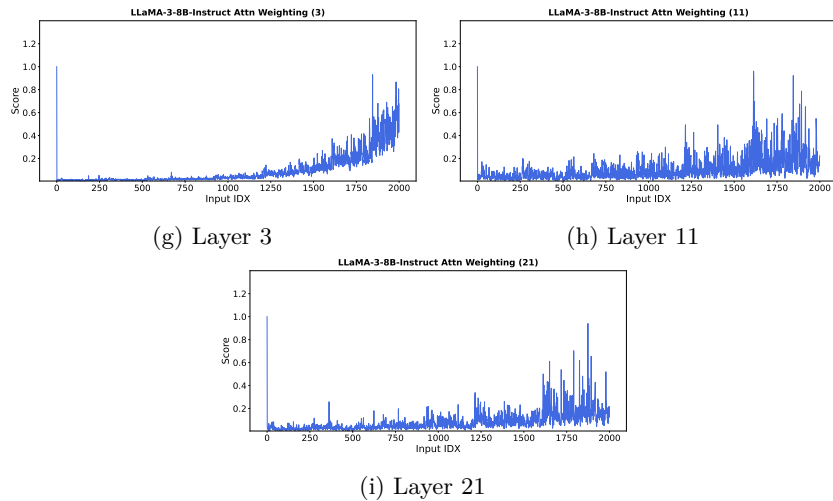 LLaMA-3-8B-Instruct Attn Weighting (3)
1.2
1.0
0.8
0.6
0.4
0.2
Score
0 250 500 750 1000 1250 1500 1750 2000
Input IDX
(g) Layer 3
LLaMA-3-8B-Instruct Attn Weighting (11)
1.2
1.0
0.8
0.6
0.4
0.2
Score
0 250 500 750 1000 1250 1500 1750 2000
Input IDX
(h) Layer 11
LLaMA-3-8B-Instruct Attn Weighting (21)
1.2
1.0
0.8
0.6
0.4
0.2
Score
0 250 500 750 1000 1250 1500 1750 2000
Input IDX
(i) Layer 21